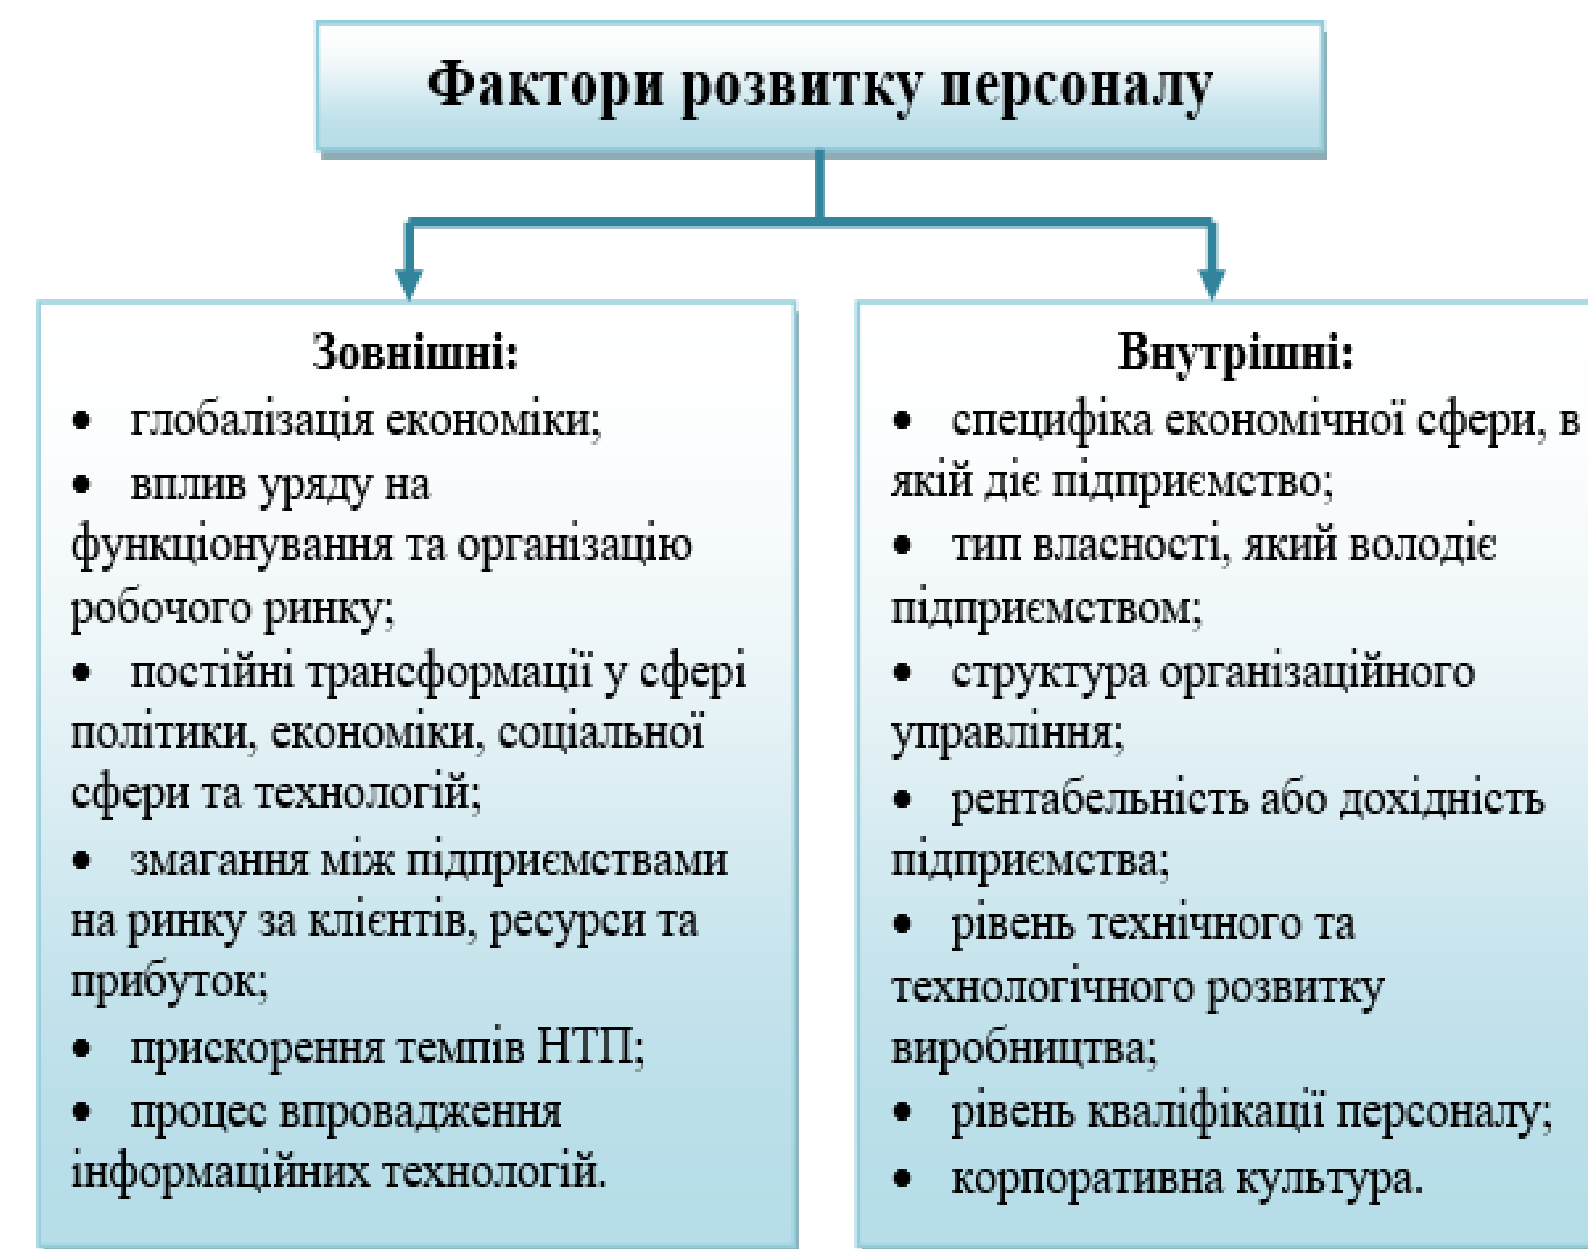 Фактори розвитку персоналу
Зовнішні:
• глобалізація економіки;
• вплив уряду на
функціонування та організацію
робочого ринку;
• постійні трансформації у сфері
політики, економіки, соціальної
сфери та технологій;
• змагання між підприємствами
на ринку за клієнтів, ресурси та
прибуток;
• прискорення темпів НТП;
• процес впровадження
інформаційних технологій.
Внутрішні:
• специфіка економічної сфери, в
якій діє підприємство;
• тип власності, який володіє
підприємством;
• структура організаційного
управління;
• рентабельність або дохідність
підприємства;
• рівень технічного та
технологічного розвитку
виробництва;
• рівень кваліфікації персоналу;
• корпоративна культура.